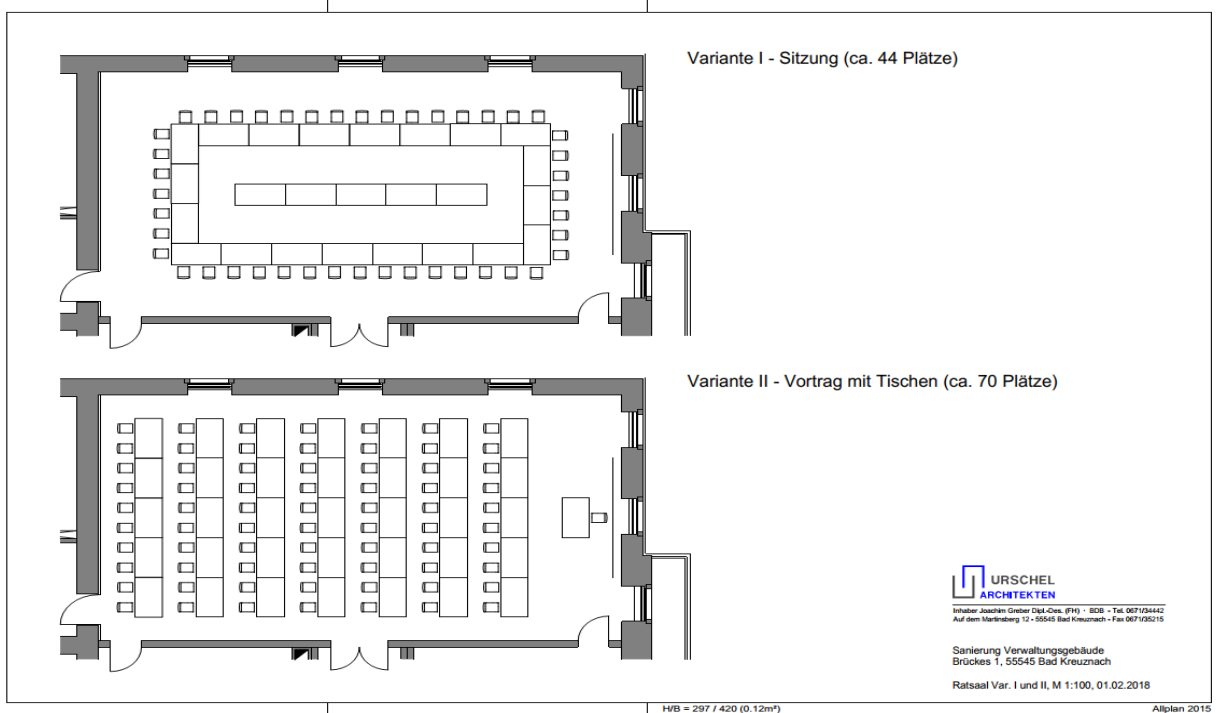 Variante I - Sitzung (ca. 44 Plätze)
Variante II - Vortrag mit Tischen (ca. 70 Plätze)
URSCHEL
ARCHITEKTEN
Inhaber Joachim Greber Dipl.-Des. (FH) · BDB - Tel. 0671/34442
Auf dem Martinsberg 12 - 55545 Bad Kreuznach - Fax 0671/35215
Sanierung Verwaltungsgebäude
Brückes 1, 55545 Bad Kreuznach
Ratsaal Var. I und II, M 1:100, 01.02.2018
H/B = 297 / 420 (0.12m²)
Allplan 2015